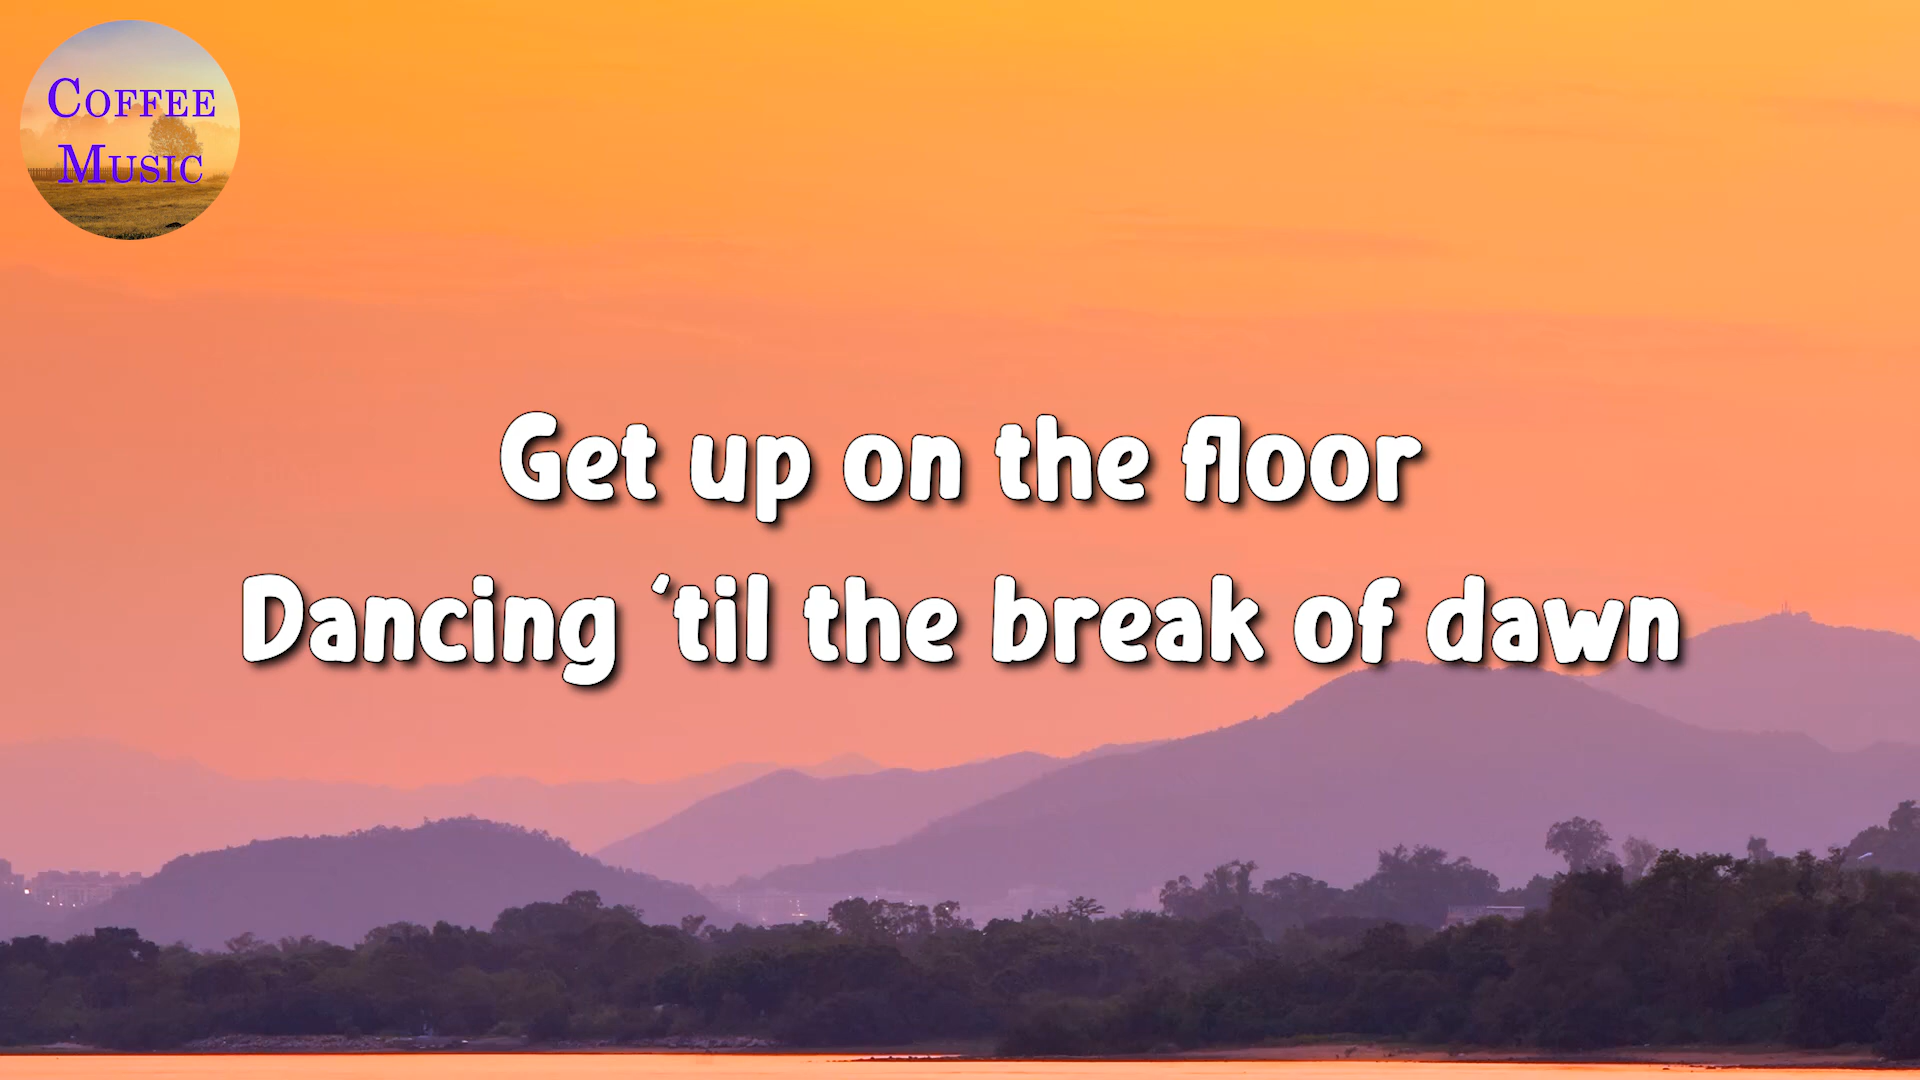 COFFEE
MUSIC
Get up on the floor
Dancing ‘til the break of dawn